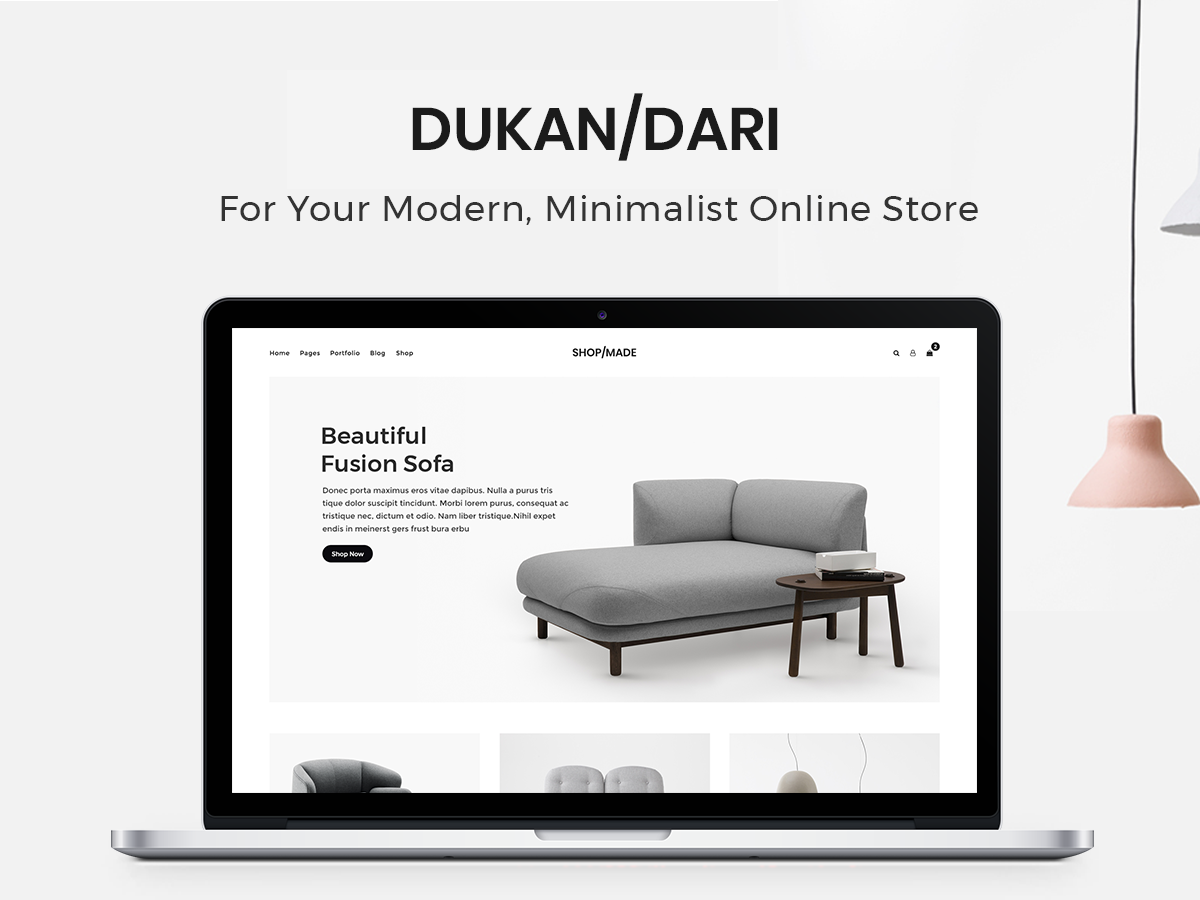 DUKAN/DARI
For Your Modern, Minimalist Online Store
Home Pages Portfolio Blog Shop
SHOP/MADE
2
Beautiful
Fusion Sofa
Donec porta maximus eros vitae dapibus. Nulla a purus tris
tique dolor suscipit tincidunt. Morbi lorem purus, consequat ac
tristique nec, dictum et odio. Nam liber tristique.Nihil expet
endis in meinerst gers frust bura erbu
Shop Now